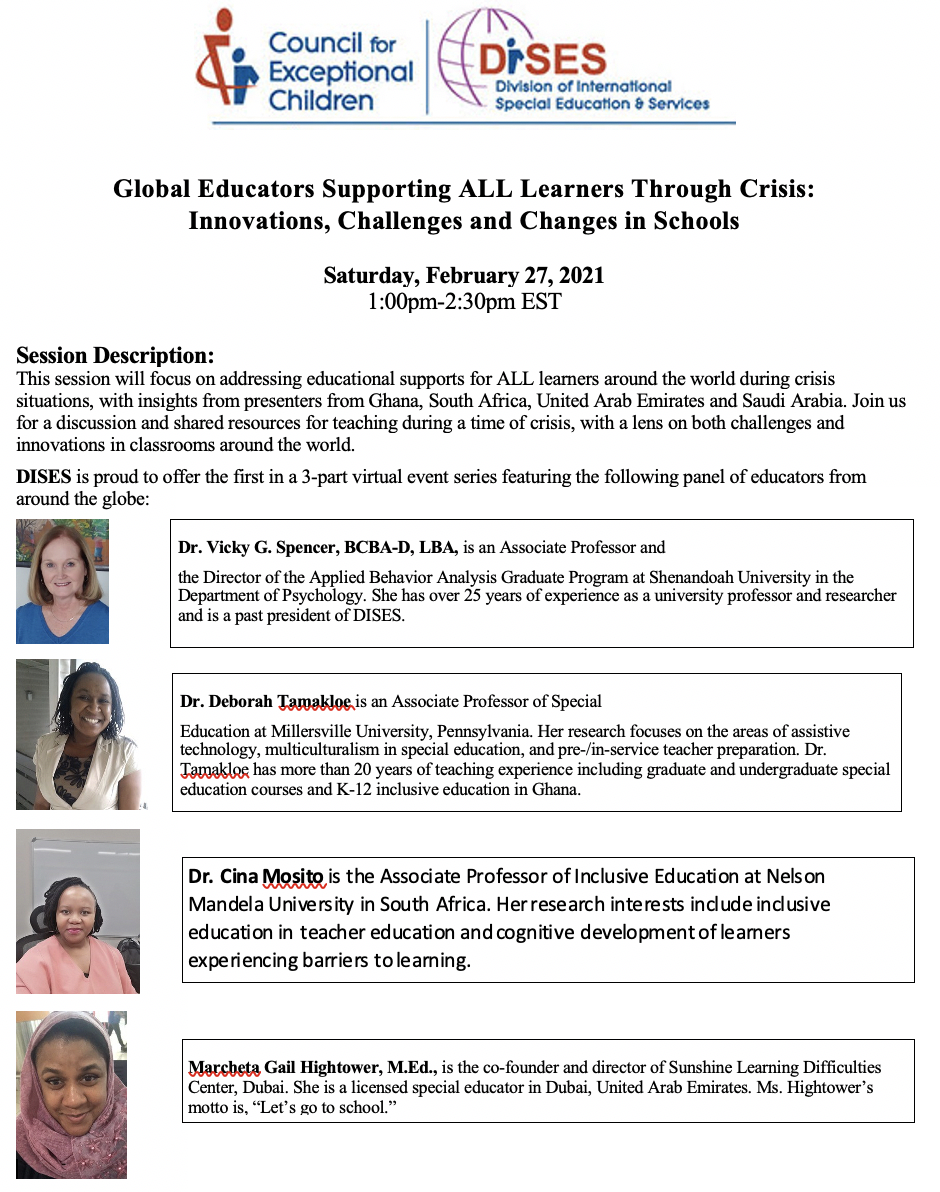 Council for
Exceptional
Children
DISES
Division of International
Special Education & Services
Global Educators Supporting ALL Learners Through Crisis:
Innovations, Challenges and Changes in Schools
Saturday, February 27, 2021
1:00pm-2:30pm EST
Session Description:
This session will focus on addressing educational supports for ALL learners around the world during crisis
situations, with insights from presenters from Ghana, South Africa, United Arab Emirates and Saudi Arabia. Join us
for a discussion and shared resources for teaching during a time of crisis, with a lens on both challenges and
innovations in classrooms around the world.
DISES is proud to offer the first in a 3-part virtual event series featuring the following panel of educators from
around the globe:
Dr. Vicky G. Spencer, BCBA-D, LBA, is an Associate Professor and
the Director of the Applied Behavior Analysis Graduate Program at Shenandoah University in the
Department of Psychology. She has over 25 years of experience as a university professor and researcher
and is a past president of DISES.
Dr. Deborah Tamakloe is an Associate Professor of Special
Education at Millersville University, Pennsylvania. Her research focuses on the areas of assistive
technology, multiculturalism in special education, and pre-/in-service teacher preparation. Dr.
Tamakloe has more than 20 years of teaching experience including graduate and undergraduate special
education courses and K-12 inclusive education in Ghana.
Dr. Cina Mosito is the Associate Professor of Inclusive Education at Nelson
Mandela University in South Africa. Her research interests include inclusive
education in teacher education and cognitive development of learners
experiencing barriers to learning.
Marcheta Gail Hightower, M.Ed., is the co-founder and director of Sunshine Learning Difficulties
Center, Dubai. She is a licensed special educator in Dubai, United Arab Emirates. Ms. Hightower's
motto is, "Let's go to school."